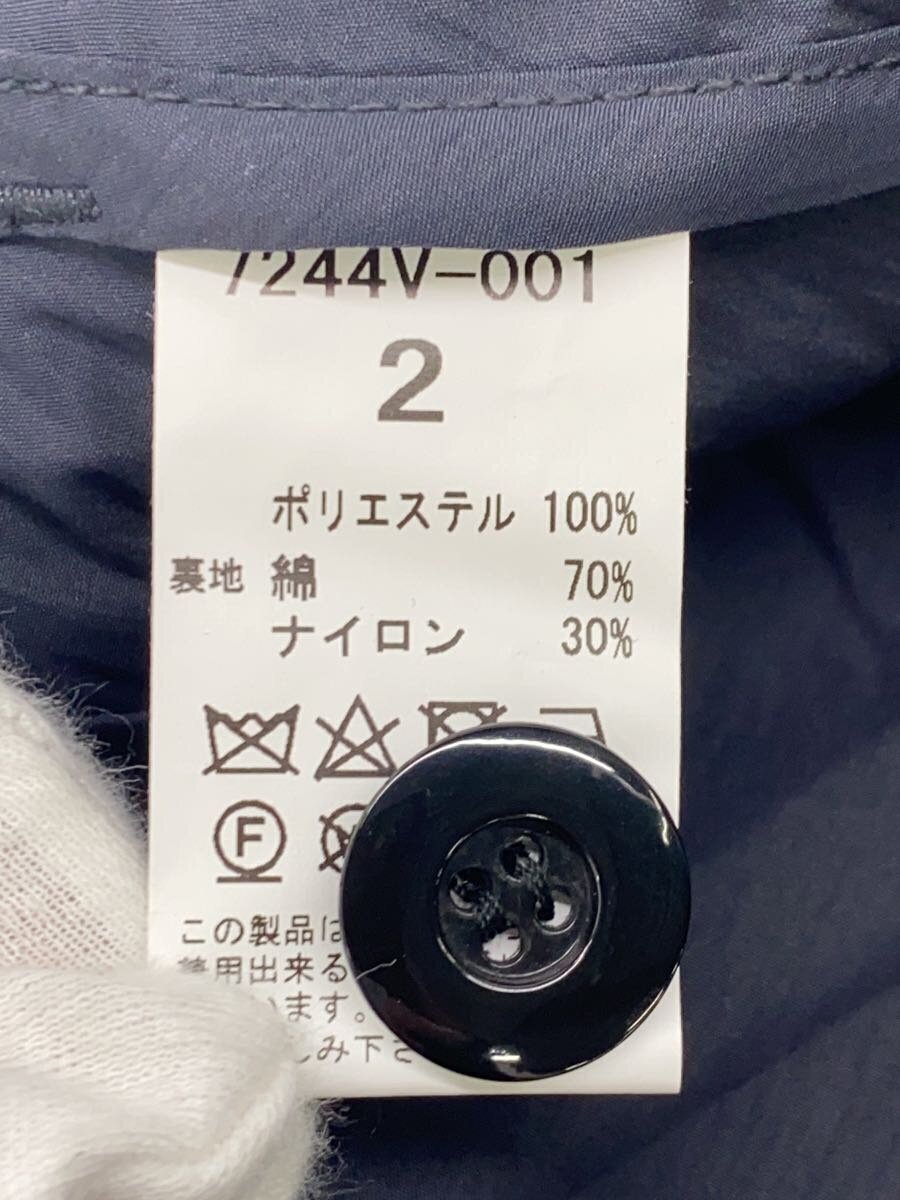 7244V-001
2
ポリエステル 100%
裏地 綿 70%
ナイロン 30%
F
この製品は
着用出来る
います。
しみ下さ